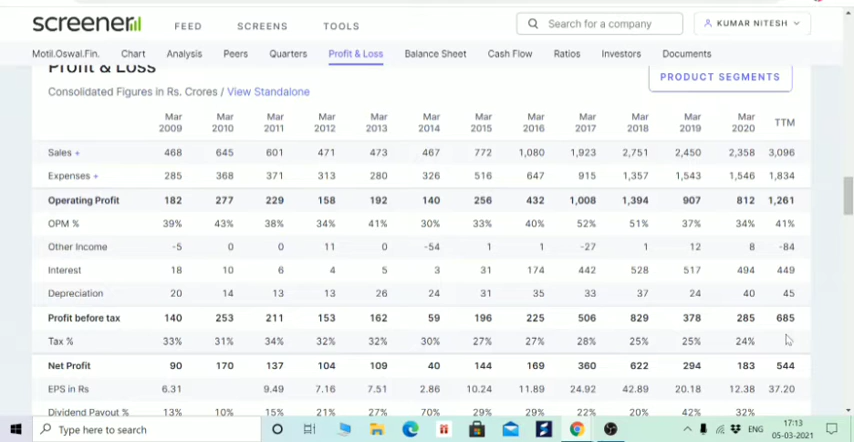 screener
FEED SCREENS TOOLS
Search for a company
KUMAR NITESH
Motil.Oswal.Fin. Chart Analysis Peers Quarters Profit & Loss Balance Sheet Cash Flow Ratios Investors Documents
Profit & Loss
PRODUCT SEGMENTS
Consolidated Figures in Rs. Crores / View Standalone
Mar 2009 Mar 2010 Mar 2011 Mar 2012 Mar 2013 Mar 2014 Mar 2015 Mar 2016 Mar 2017 Mar 2018 Mar 2019 Mar 2020 TTM
Sales + 468 645 601 471 473 467 772 1,080 1,923 2,751 2,450 2,358 3,096
Expenses + 285 368 371 313 280 326 516 647 915 1,357 1,543 1,546 1,834
Operating Profit 182 277 229 158 192 140 256 432 1,008 1,394 907 812 1,261
OPM % 39% 43% 38% 34% 41% 30% 33% 40% 52% 51% 37% 34% 41%
Other Income -5 0 0 11 0 -54 1 1 -27 1 12 8 -84
Interest 18 10 6 4 5 3 31 174 442 528 517 494 449
Depreciation 20 14 13 13 26 24 31 35 33 37 24 40 45
Profit before tax 140 253 211 153 162 59 196 225 506 829 378 285 685
Tax % 33% 31% 34% 32% 32% 30% 27% 27% 28% 25% 25% 24%
Net Profit 90 170 137 104 109 40 144 169 360 622 294 183 544
EPS in Rs 6.31 9.49 7.16 7.51 2.86 10.24 11.89 24.92 42.89 20.18 12.38 37.20
Dividend Payout % 13% 10% 15% 21% 27% 70% 29% 29% 22% 20% 42% 32%
Type here to search
ENG
17:13
05-03-2021